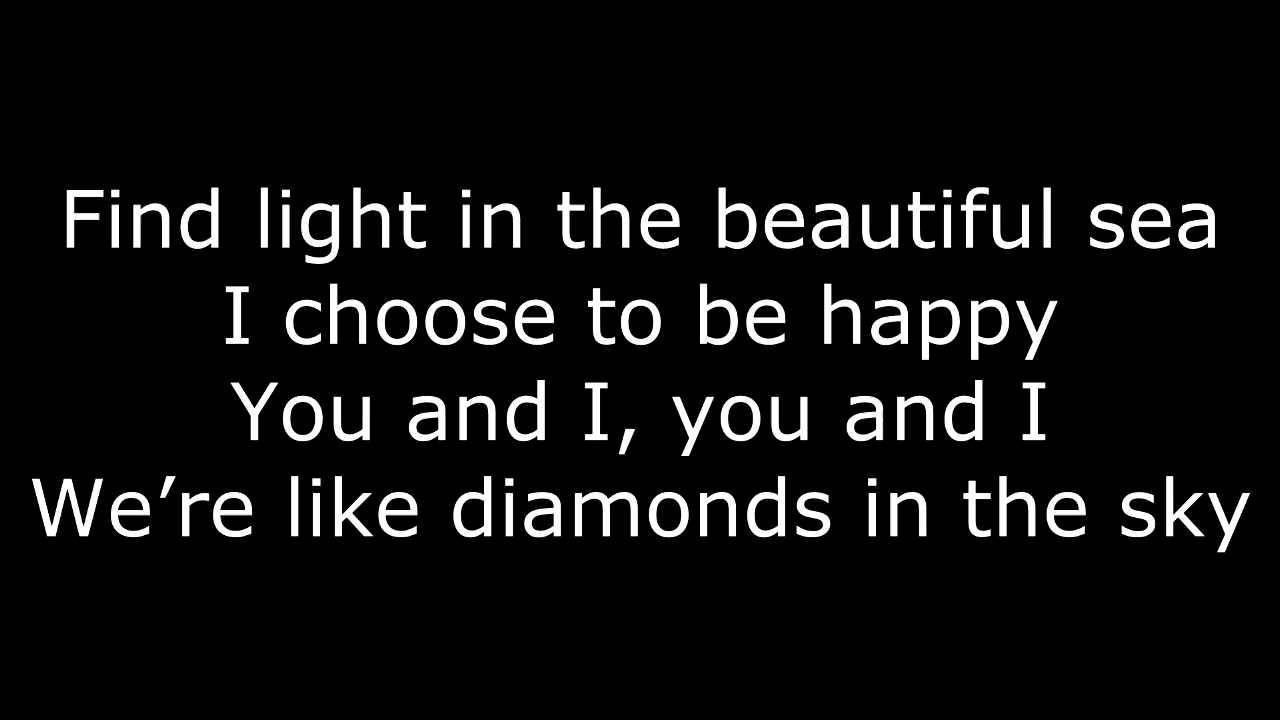 Find light in the beautiful sea
I choose to be happy
You and I, you and I
We’re like diamonds in the sky